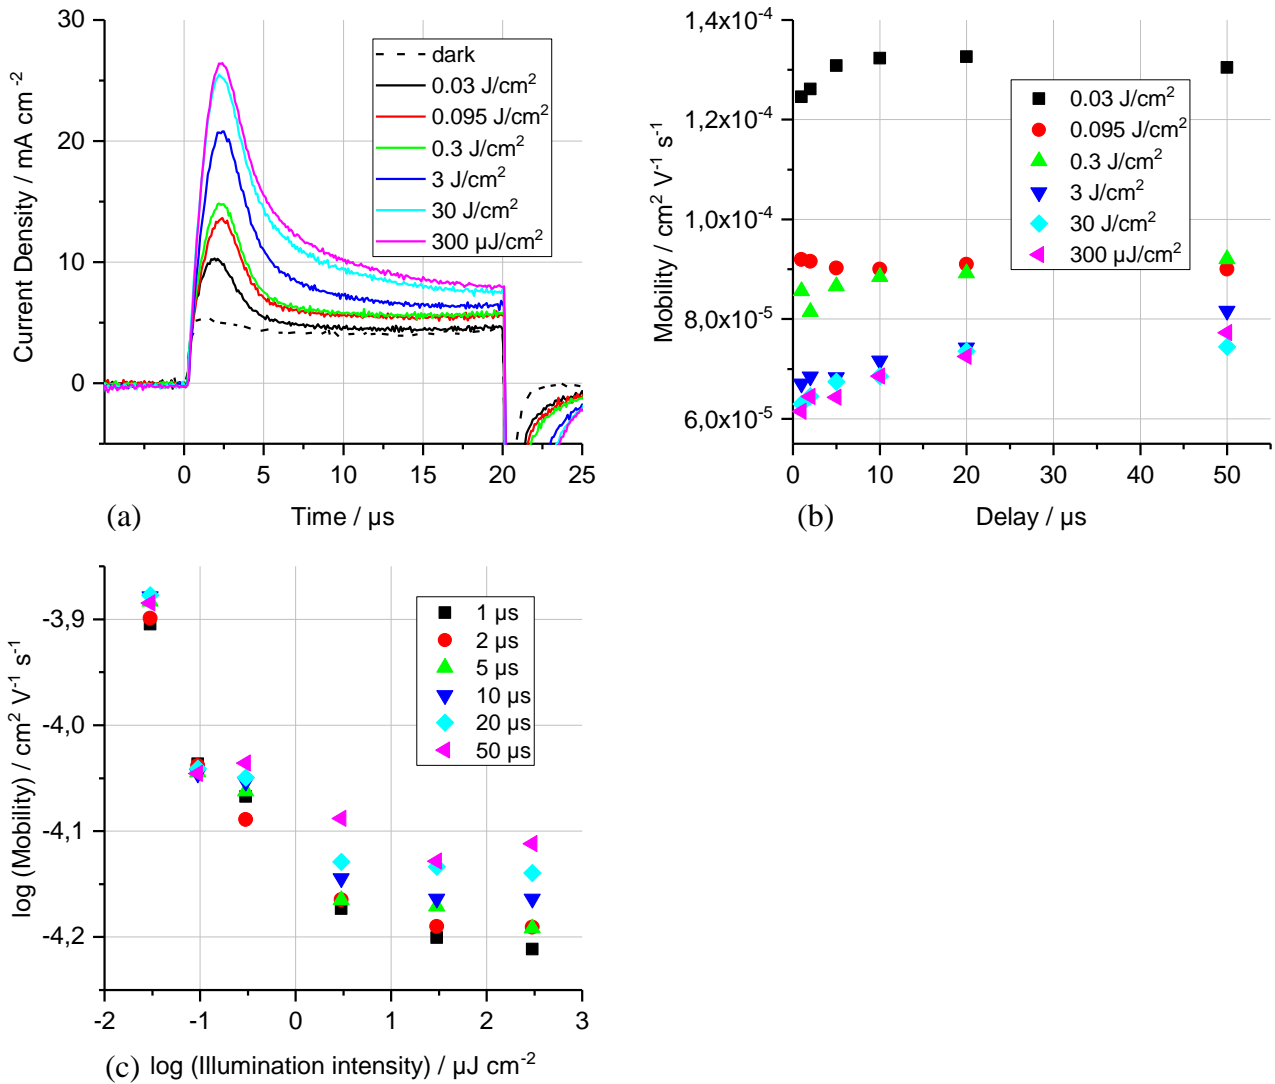 30
20
10
0
Current Density / mA cm-2
dark
0.03 J/cm2
0.095 J/cm2
0.3 J/cm2
3 J/cm2
30 J/cm2
300 µJ/cm2
0 5 10 15 20 25
(a) Time / µs
1,4x10-4
1,2x10-4
1,0x10-4
8,0x10-5
6,0x10-5
Mobility / cm2 V-1 s-1
0.03 J/cm2
0.095 J/cm2
0.3 J/cm2
3 J/cm2
30 J/cm2
300 µJ/cm2
0 10 20 30 40 50
(b) Delay / µs
-3,9
-4,0
-4,1
-4,2
log (Mobility) / cm2 V-1 s-1
1 µs
2 µs
5 µs
10 µs
20 µs
50 µs
-2 -1 0 1 2 3
(c) log (Illumination intensity) / µJ cm-2